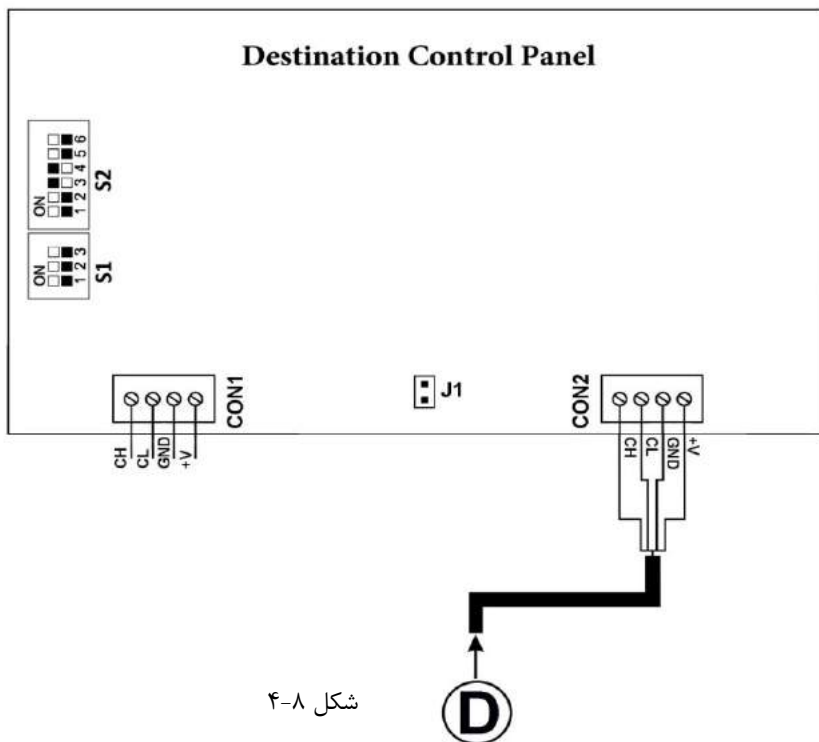 Destination Control Panel
ON
1 2 3 4 5 6
S2
ON
1 2 3
S1
CON1
J1
CON2
CH
CL
GND
+V
CH
CL
GND
+V
D
شکل ۸-۴